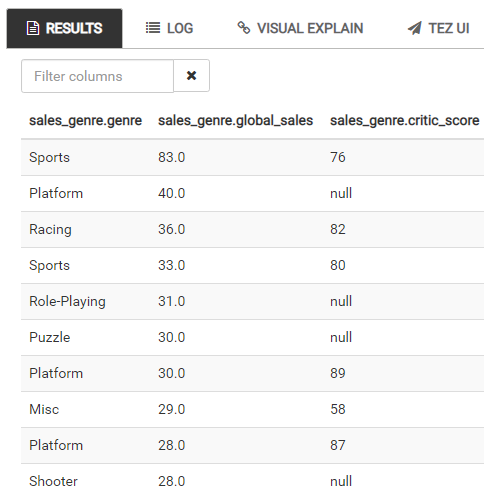 RESULTS LOG VISUAL EXPLAIN TEZ UI
Filter columns
sales_genre.genre sales_genre.global_sales sales_genre.critic_score
Sports 83.0 76
Platform 40.0 null
Racing 36.0 82
Sports 33.0 80
Role-Playing 31.0 null
Puzzle 30.0 null
Platform 30.0 89
Misc 29.0 58
Platform 28.0 87
Shooter 28.0 null